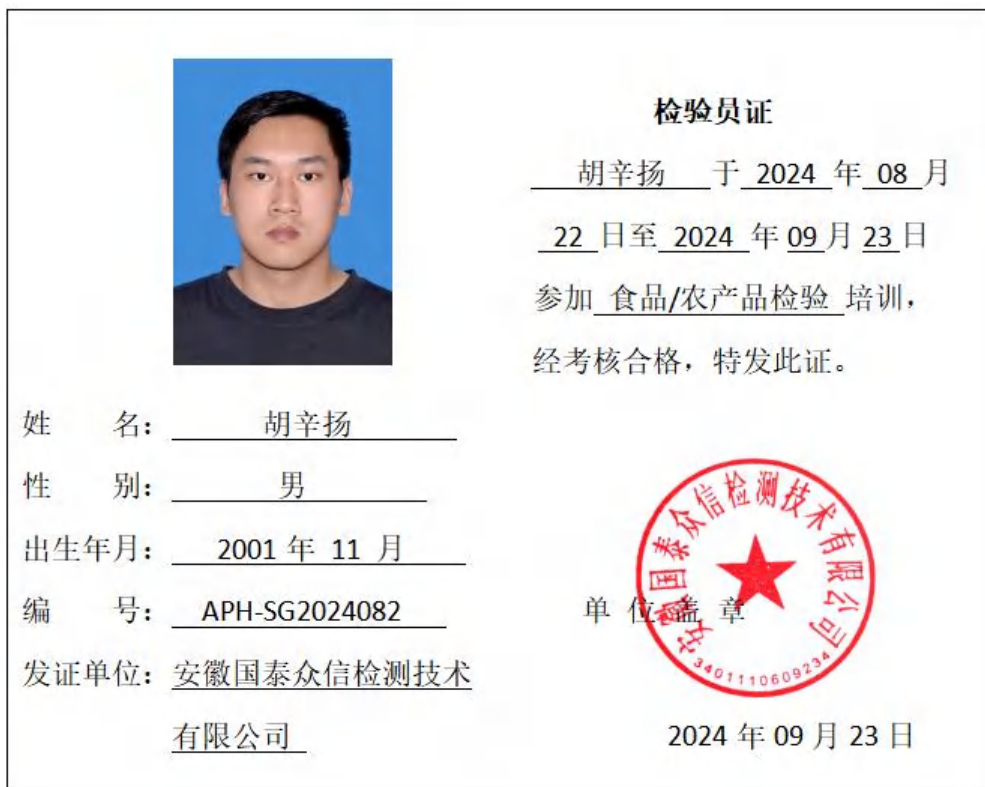 检验员证
胡辛扬 于 2024 年 08 月
22 日至 2024 年 09 月 23 日
参加 食品/农产品检验 培训，
经考核合格，特发此证。
姓 名： 胡辛扬
性 别： 男
出生年月： 2001 年 11 月
编 号： APH-SG2024082
发证单位：安徽国泰众信检测技术
有限公司
安徽国泰众信检测技术有限公司
3401110609234
单 位 盖 章
2024 年 09 月 23 日